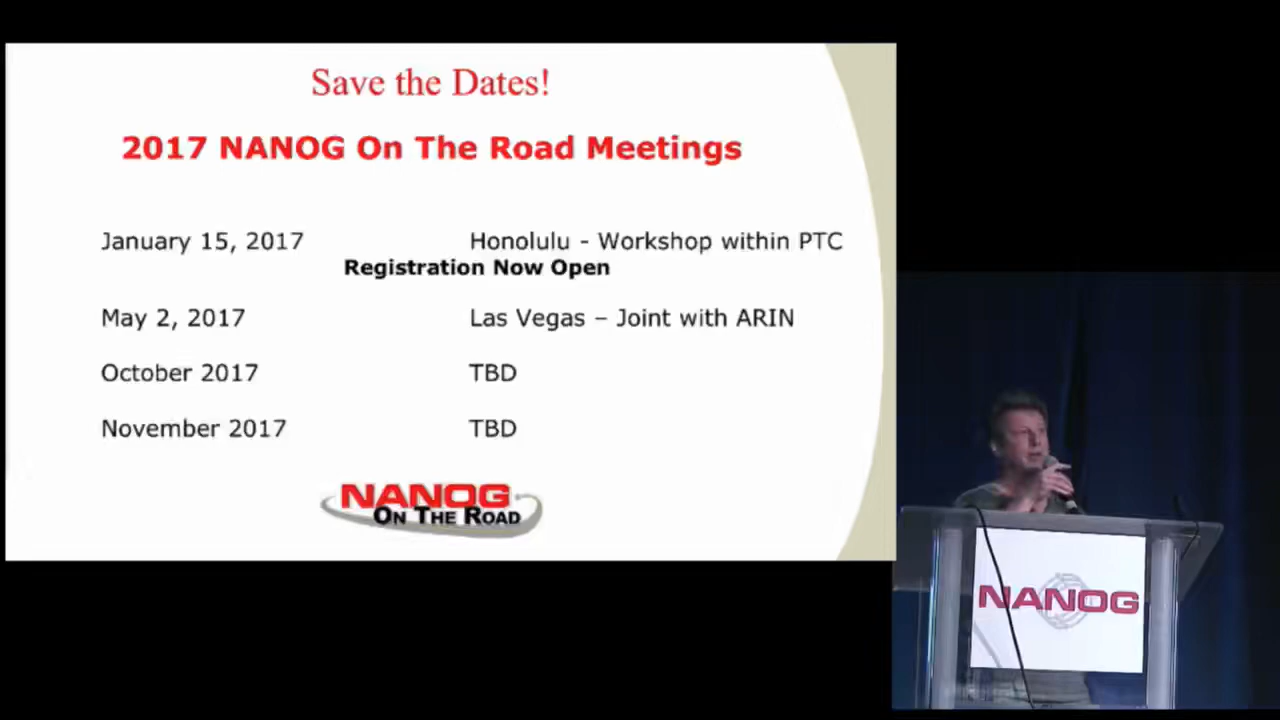 Save the Dates!
2017 NANOG On The Road Meetings
January 15, 2017 Honolulu - Workshop within PTC
Registration Now Open
May 2, 2017 Las Vegas – Joint with ARIN
October 2017 TBD
November 2017 TBD
NANOG
ON THE ROAD
NANOG